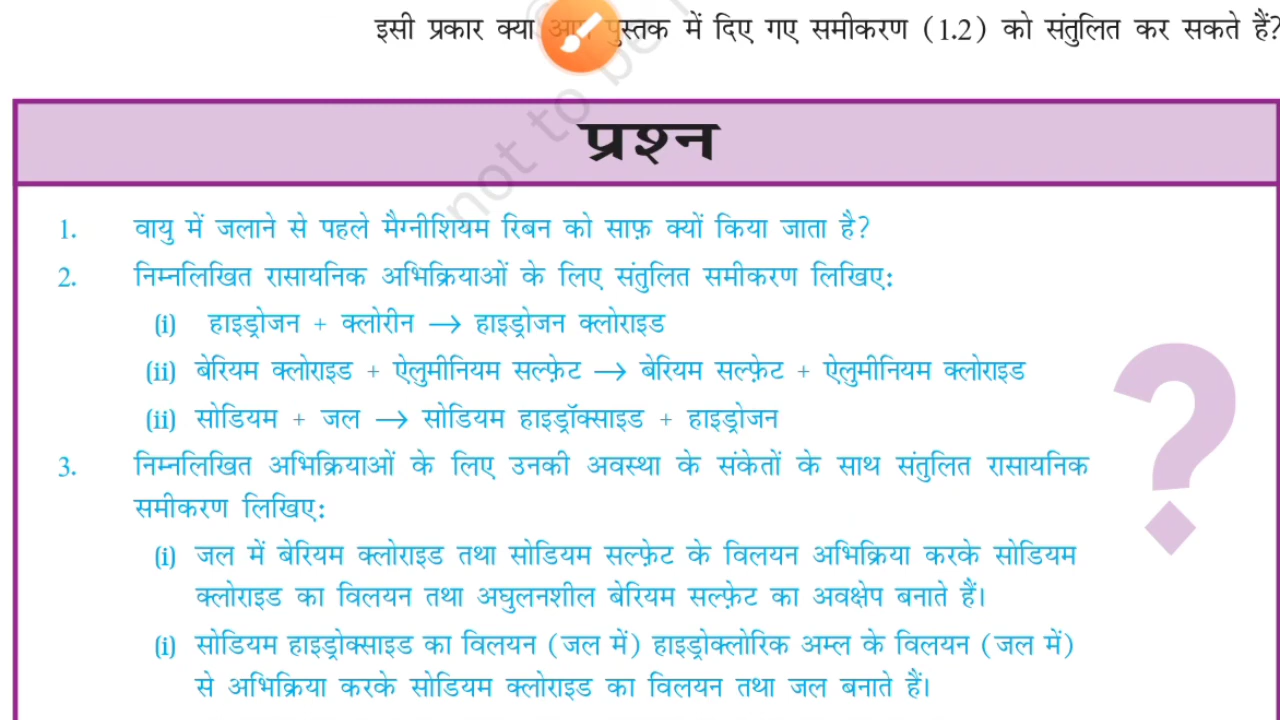 इसी प्रकार क्या पुस्तक में दिए गए समीकरण (1.2) को संतुलित कर सकते हैं?
not to be
प्रश्न
1. वायु में जलाने से पहले मैग्नीशियम रिबन को साफ़ क्यों किया जाता है?
2. निम्नलिखित रासायनिक अभिक्रियाओं के लिए संतुलित समीकरण लिखिए:
(i) हाइड्रोजन + क्लोरीन → हाइड्रोजन क्लोराइड
(ii) बेरियम क्लोराइड + ऐलुमीनियम सल्फ़ेट → बेरियम सल्फ़ेट + ऐलुमीनियम क्लोराइड
(ii) सोडियम + जल → सोडियम हाइड्रॉक्साइड + हाइड्रोजन
3. निम्नलिखित अभिक्रियाओं के लिए उनकी अवस्था के संकेतों के साथ संतुलित रासायनिक
समीकरण लिखिए:
(i) जल में बेरियम क्लोराइड तथा सोडियम सल्फ़ेट के विलयन अभिक्रिया करके सोडियम
क्लोराइड का विलयन तथा अघुलनशील बेरियम सल्फ़ेट का अवक्षेप बनाते हैं।
(i) सोडियम हाइड्रोक्साइड का विलयन (जल में) हाइड्रोक्लोरिक अम्ल के विलयन (जल में)
से अभिक्रिया करके सोडियम क्लोराइड का विलयन तथा जल बनाते हैं।
?